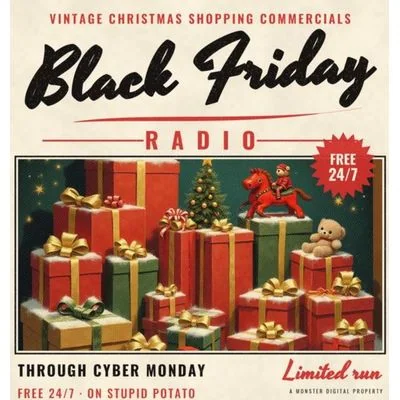 VINTAGE CHRISTMAS SHOPPING COMMERCIALS
Black Friday
RADIO
FREE
24/7
THROUGH CYBER MONDAY
FREE 24/7 · ON STUPID POTATO
Limited run
A MONSTER DIGITAL PROPERTY